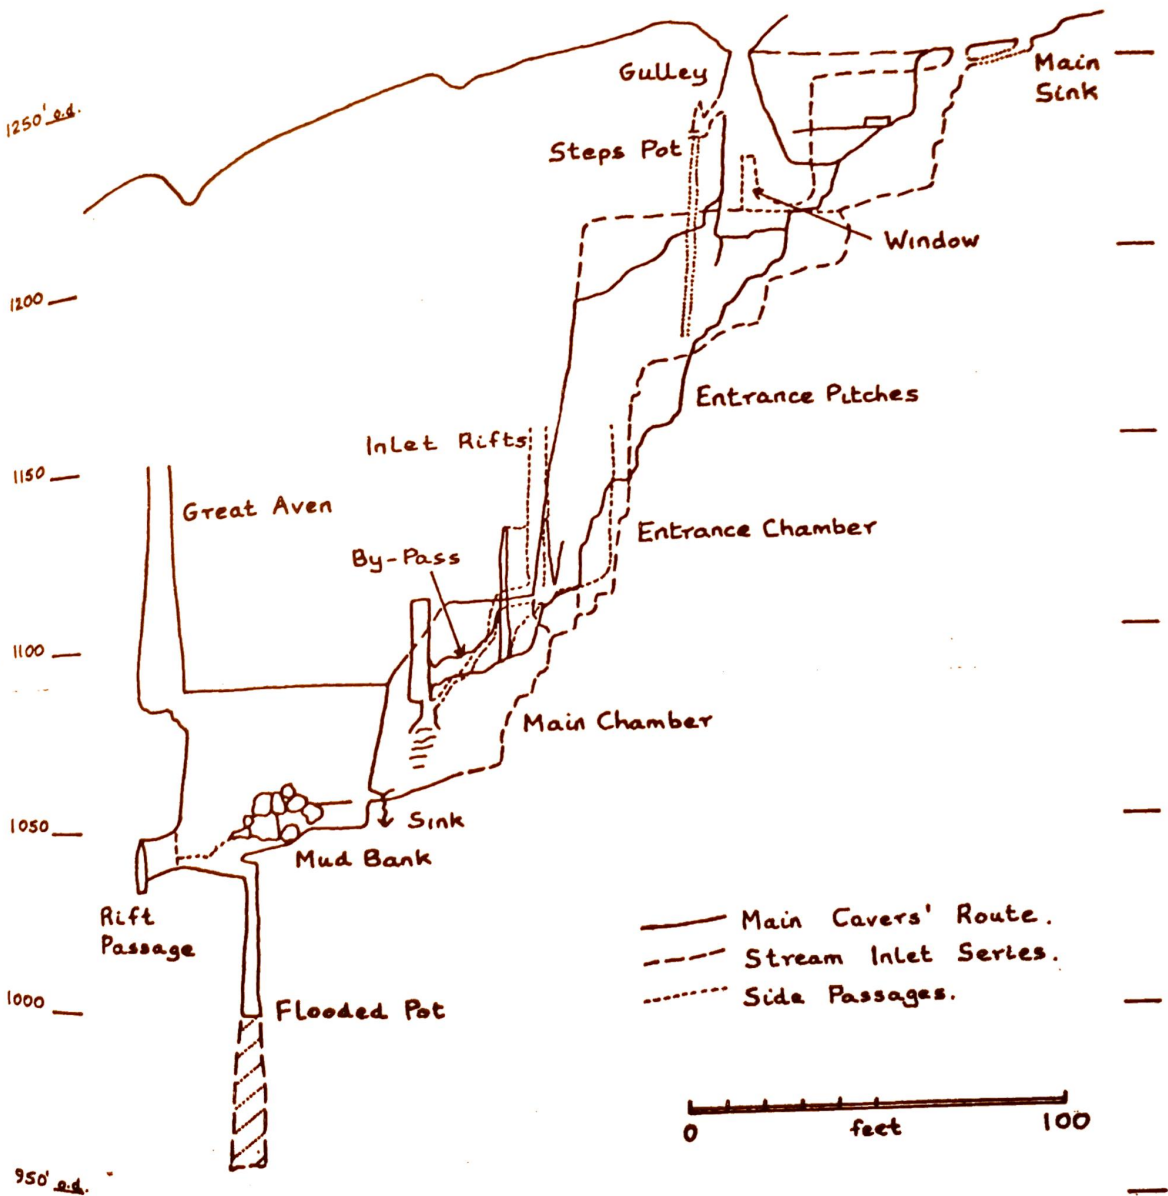 Gulley
Main
Sink
1250' o.d.
Steps Pot
Window
1200
Entrance Pitches
Inlet Rifts
1150
Great Aven
Entrance Chamber
By-Pass
1100
Main Chamber
1050
Sink
Mud Bank
Rift
Passage
Main Cavers' Route.
Stream Inlet Series.
Side Passages.
1000
Flooded Pot
0 feet 100
950' o.d.